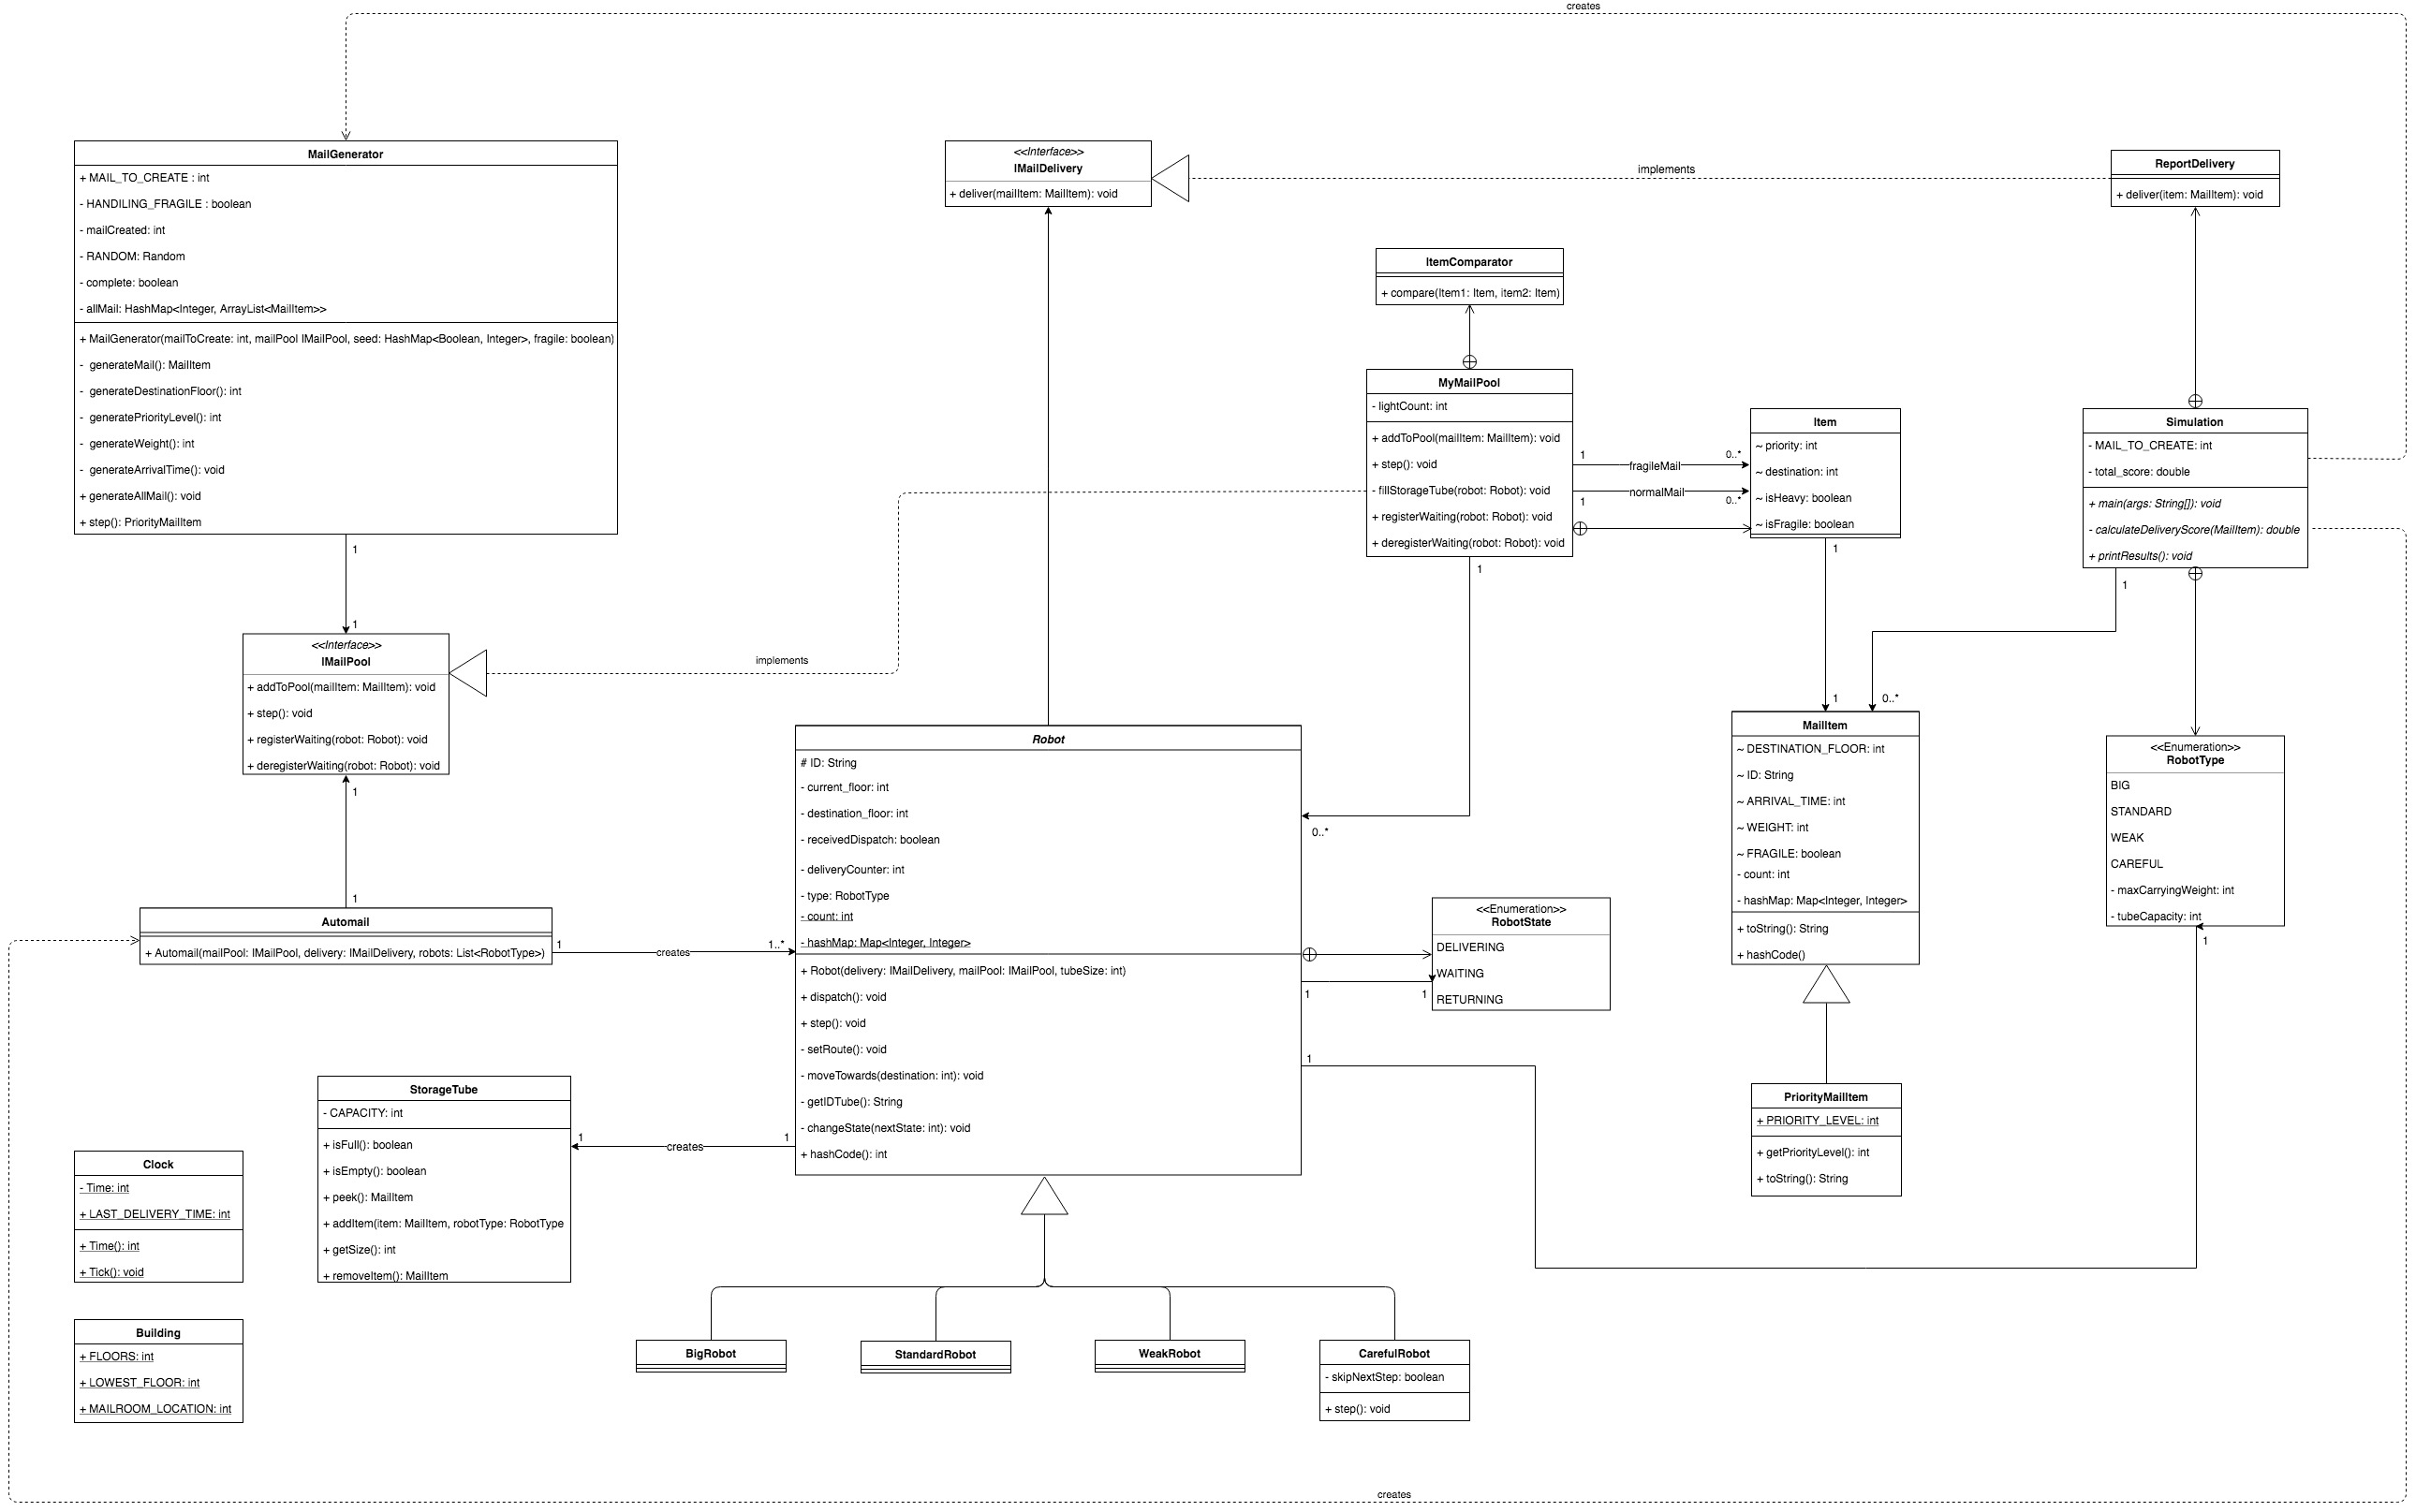 creates
MailGenerator
+ MAIL_TO_CREATE : int
- HANDILING_FRAGILE : boolean
- mailCreated: int
- RANDOM: Random
- complete: boolean
- allMail: HashMap<Integer, ArrayList<MailItem>>
+ MailGenerator(mailToCreate: int, mailPool IMailPool, seed: HashMap<Boolean, Integer>, fragile: boolean)
- generateMail(): MailItem
- generateDestinationFloor(): int
- generatePriorityLevel(): int
- generateWeight(): int
- generateArrivalTime(): void
+ generateAllMail(): void
+ step(): PriorityMailItem
1
1
<<Interface>>
IMailDelivery
+ deliver(mailItem: MailItem): void
implements
ReportDelivery
+ deliver(item: MailItem): void
ItemComparator
+ compare(Item1: Item, item2: Item)
MyMailPool
- lightCount: int
+ addToPool(mailItem: MailItem): void
+ step(): void
- fillStorageTube(robot: Robot): void
+ registerWaiting(robot: Robot): void
+ deregisterWaiting(robot: Robot): void
1
fragileMail
0..*
normalMail
1
0..*
1
Item
~ priority: int
~ destination: int
~ isHeavy: boolean
~ isFragile: boolean
1
1
Simulation
- MAIL_TO_CREATE: int
- total_score: double
+ main(args: String[]): void
- calculateDeliveryScore(MailItem): double
+ printResults(): void
1
0..*
<<Interface>>
IMailPool
+ addToPool(mailItem: MailItem): void
+ step(): void
+ registerWaiting(robot: Robot): void
+ deregisterWaiting(robot: Robot): void
implements
1
1
Automail
+ Automail(mailPool: IMailPool, delivery: IMailDelivery, robots: List<RobotType>)
1
creates
1..*
Robot
# ID: String
- current_floor: int
- destination_floor: int
- receivedDispatch: boolean
- deliveryCounter: int
- type: RobotType
- count: int
- hashMap: Map<Integer, Integer>
+ Robot(delivery: IMailDelivery, mailPool: IMailPool, tubeSize: int)
+ dispatch(): void
+ step(): void
- setRoute(): void
- moveTowards(destination: int): void
- getIDTube(): String
- changeState(nextState: int): void
+ hashCode(): int
0..*
1
1
1
<<Enumeration>>
RobotState
DELIVERING
WAITING
RETURNING
MailItem
~ DESTINATION_FLOOR: int
~ ID: String
~ ARRIVAL_TIME: int
~ WEIGHT: int
~ FRAGILE: boolean
- count: int
- hashMap: Map<Integer, Integer>
+ toString(): String
+ hashCode()
<<Enumeration>>
RobotType
BIG
STANDARD
WEAK
CAREFUL
- maxCarryingWeight: int
- tubeCapacity: int
1
PriorityMailItem
+ PRIORITY_LEVEL: int
+ getPriorityLevel(): int
+ toString(): String
StorageTube
- CAPACITY: int
+ isFull(): boolean
+ isEmpty(): boolean
+ peek(): MailItem
+ addItem(item: MailItem, robotType: RobotType
+ getSize(): int
+ removeItem(): MailItem
1
creates
1
Clock
- Time: int
+ LAST_DELIVERY_TIME: int
+ Time(): int
+ Tick(): void
Building
+ FLOORS: int
+ LOWEST_FLOOR: int
+ MAILROOM_LOCATION: int
BigRobot
StandardRobot
WeakRobot
CarefulRobot
- skipNextStep: boolean
+ step(): void
creates